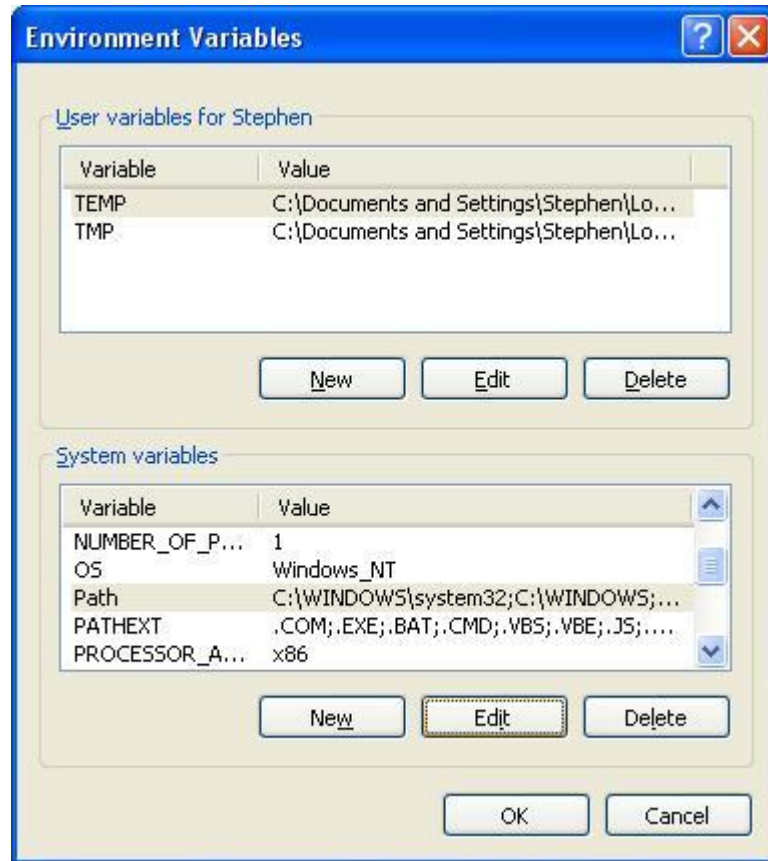 Environment Variables
User variables for Stephen
Variable Value
TEMP C:\Documents and Settings\Stephen\Lo...
TMP C:\Documents and Settings\Stephen\Lo...
New Edit Delete
System variables
Variable Value
NUMBER_OF_P... 1
OS Windows_NT
Path C:\WINDOWS\system32;C:\WINDOWS;...
PATHEXT .COM;.EXE;.BAT;.CMD;.VBS;.VBE;.JS;....
PROCESSOR_A... x86
New Edit Delete
OK Cancel